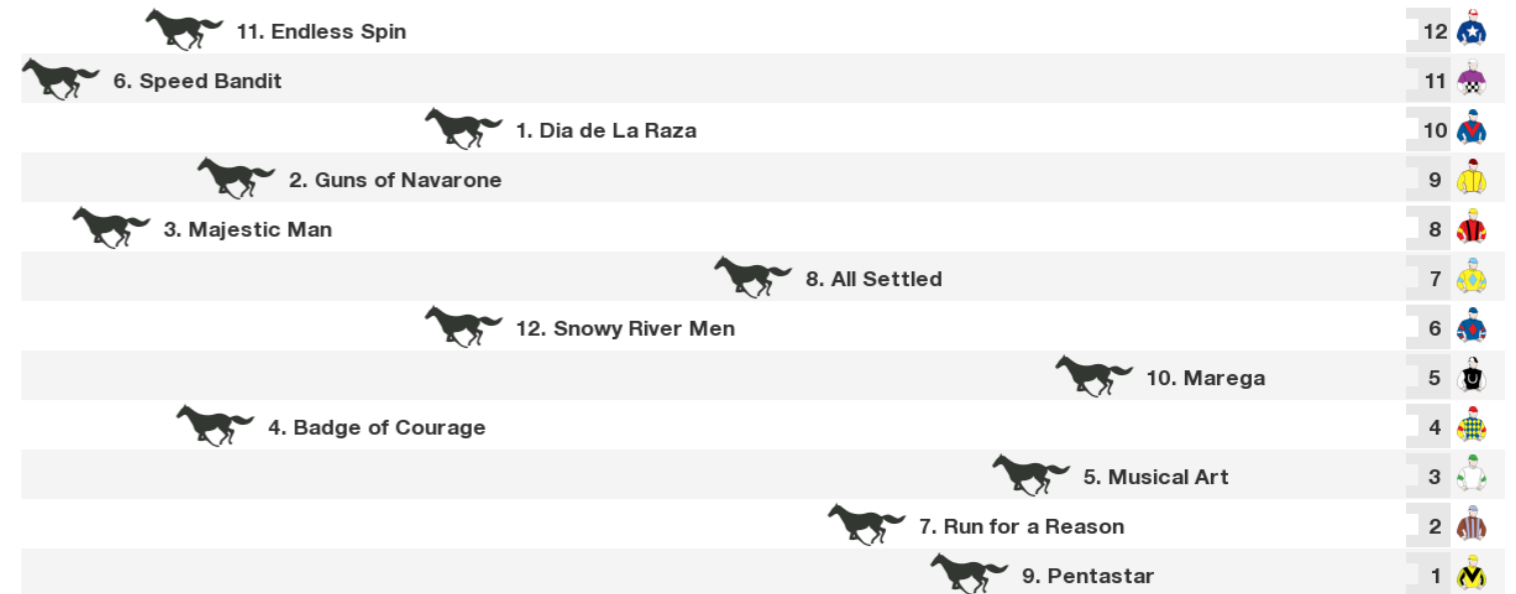 11. Endless Spin 12
6. Speed Bandit 11
1. Dia de La Raza 10
2. Guns of Navarone 9
3. Majestic Man 8
8. All Settled 7
12. Snowy River Men 6
10. Marega 5
4. Badge of Courage 4
5. Musical Art 3
7. Run for a Reason 2
9. Pentastar 1